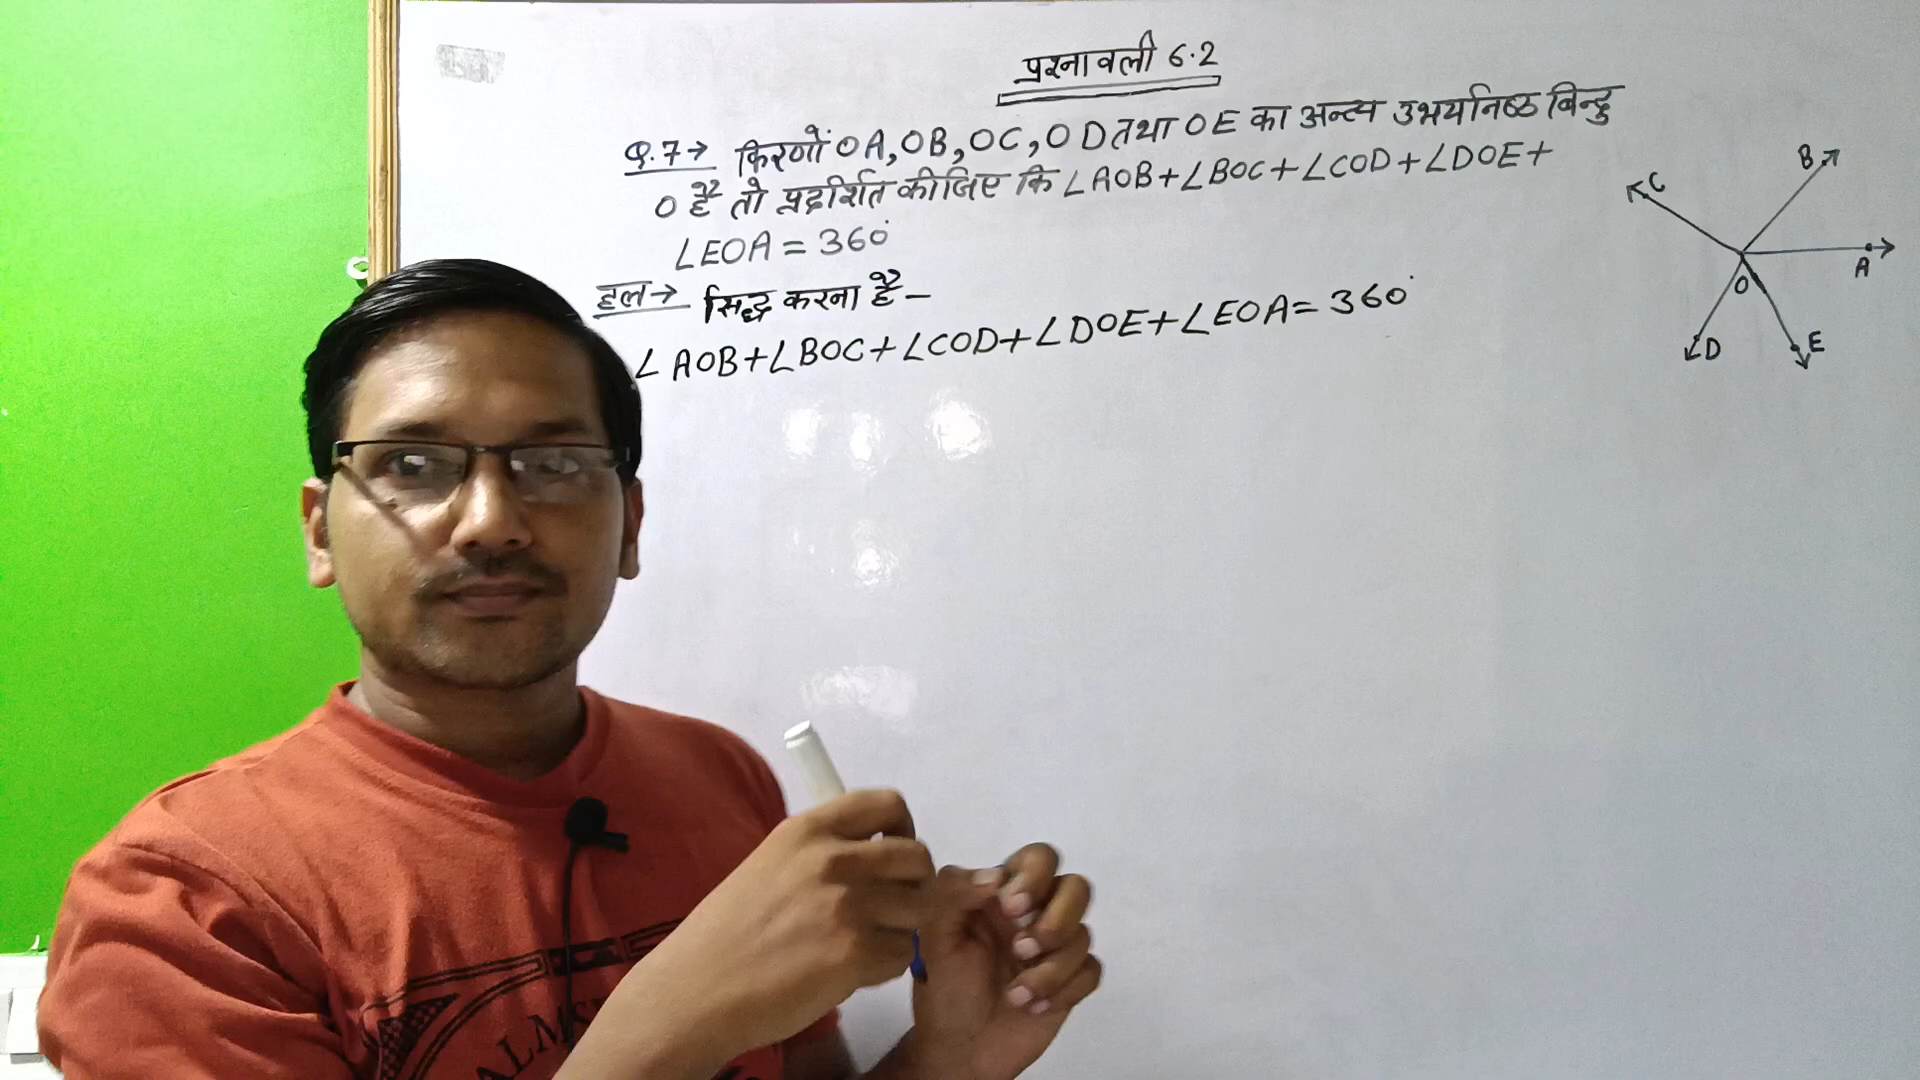 प्रश्नावली 6.2
Q.7→ किरणों OA, OB, OC, OD तथा OE का अन्त्य उभयनिष्ठ बिन्दु
O है तो प्रदर्शित कीजिए कि ∠AOB+∠BOC+∠COD+∠DOE+
∠EOA = 360°
हल→ सिद्ध करना है–
∠AOB+∠BOC+∠COD+∠DOE+∠EOA = 360°
B
C
A
O
D
E
ALMS